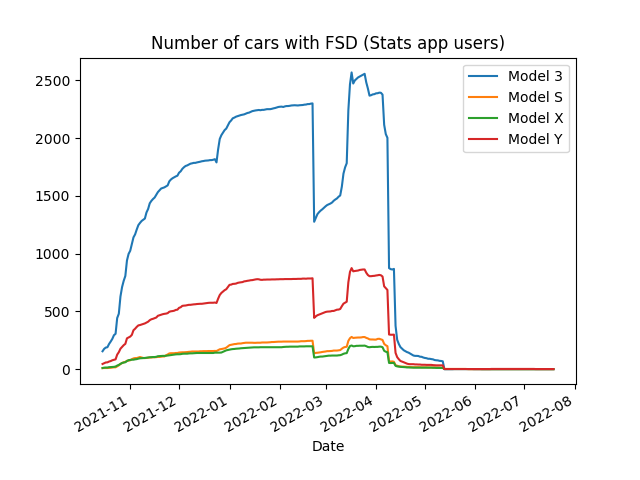 Number of cars with FSD (Stats app users)
Model 3
Model S
Model X
Model Y
2500
2000
1500
1000
500
0
2021-11
2021-12
2022-01
2022-02
2022-03
2022-04
2022-05
2022-06
2022-07
2022-08
Date